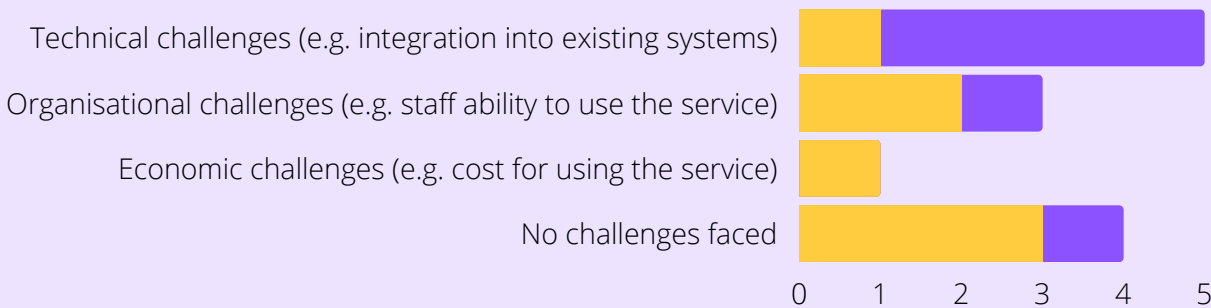 Technical challenges (e.g. integration into existing systems)
Organisational challenges (e.g. staff ability to use the service)
Economic challenges (e.g. cost for using the service)
No challenges faced
0 1 2 3 4 5